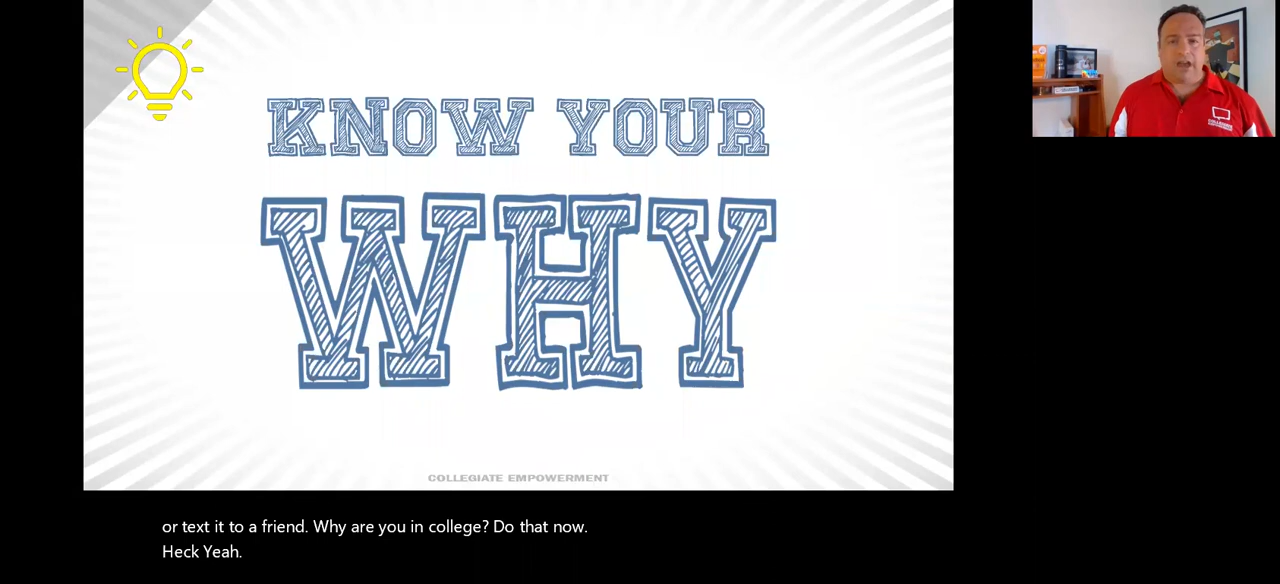 KNOW YOUR
WHY
COLLEGIATE EMPOWERMENT
or text it to a friend. Why are you in college? Do that now.
Heck Yeah.